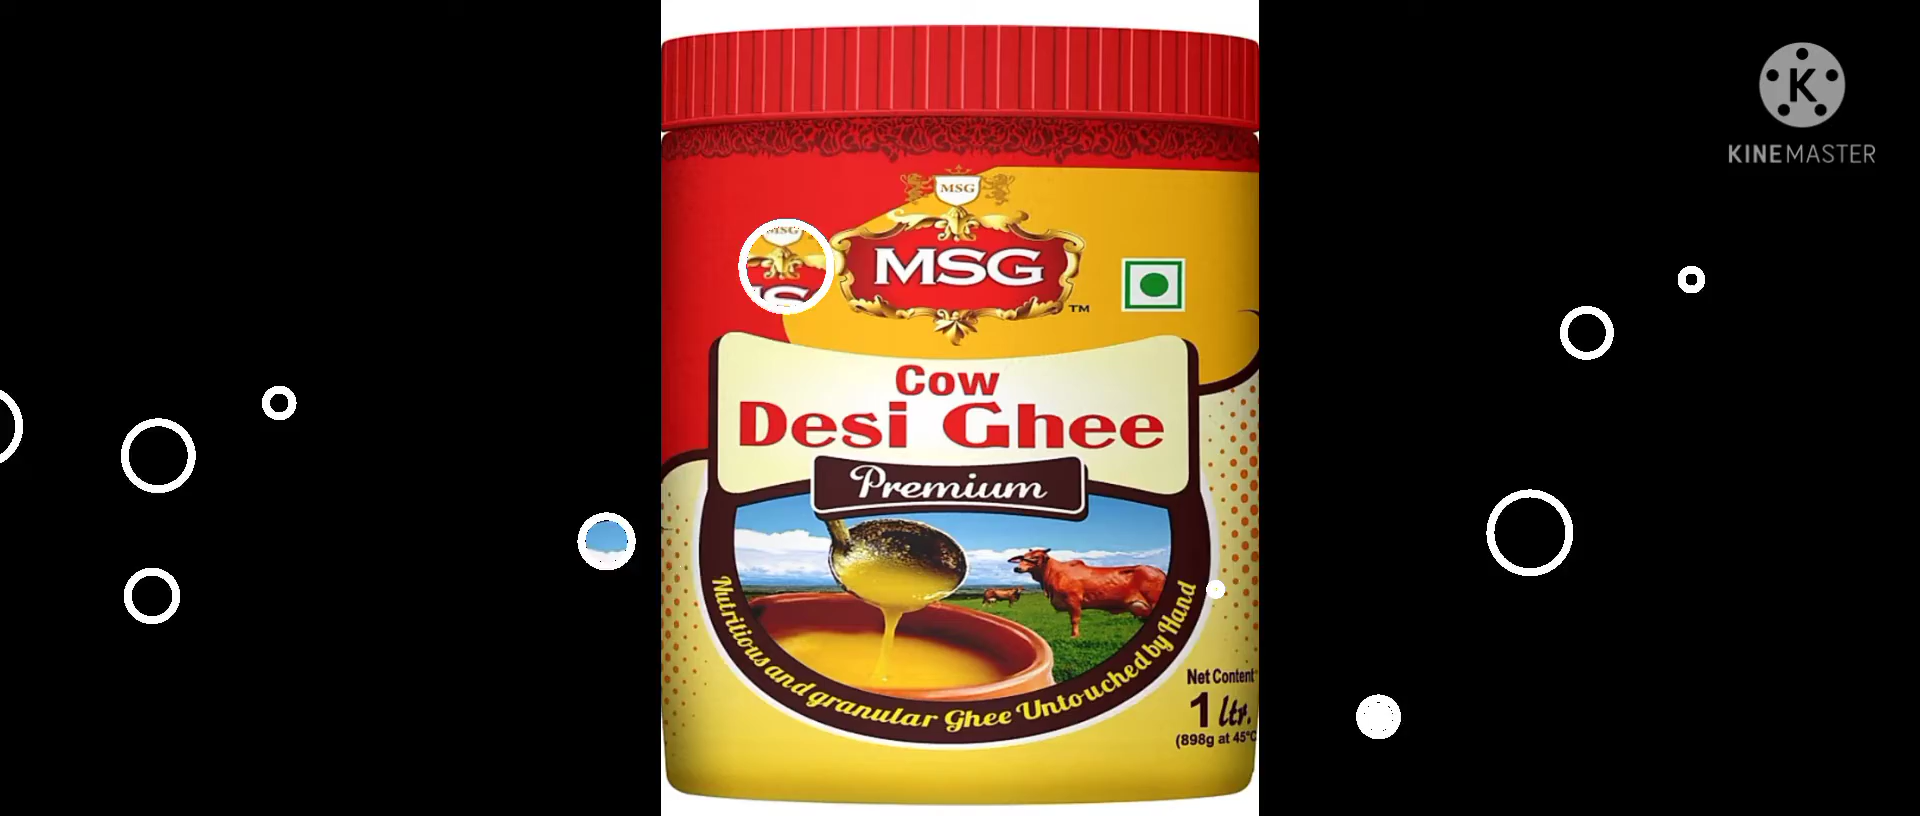 K
KINEMASTER
MSG
MSG
MSG™
Cow
Desi Ghee
Premium
Nutritious and granular Ghee Untouched by Hand
Net Content
1 Ltr.
(898g at 45°C